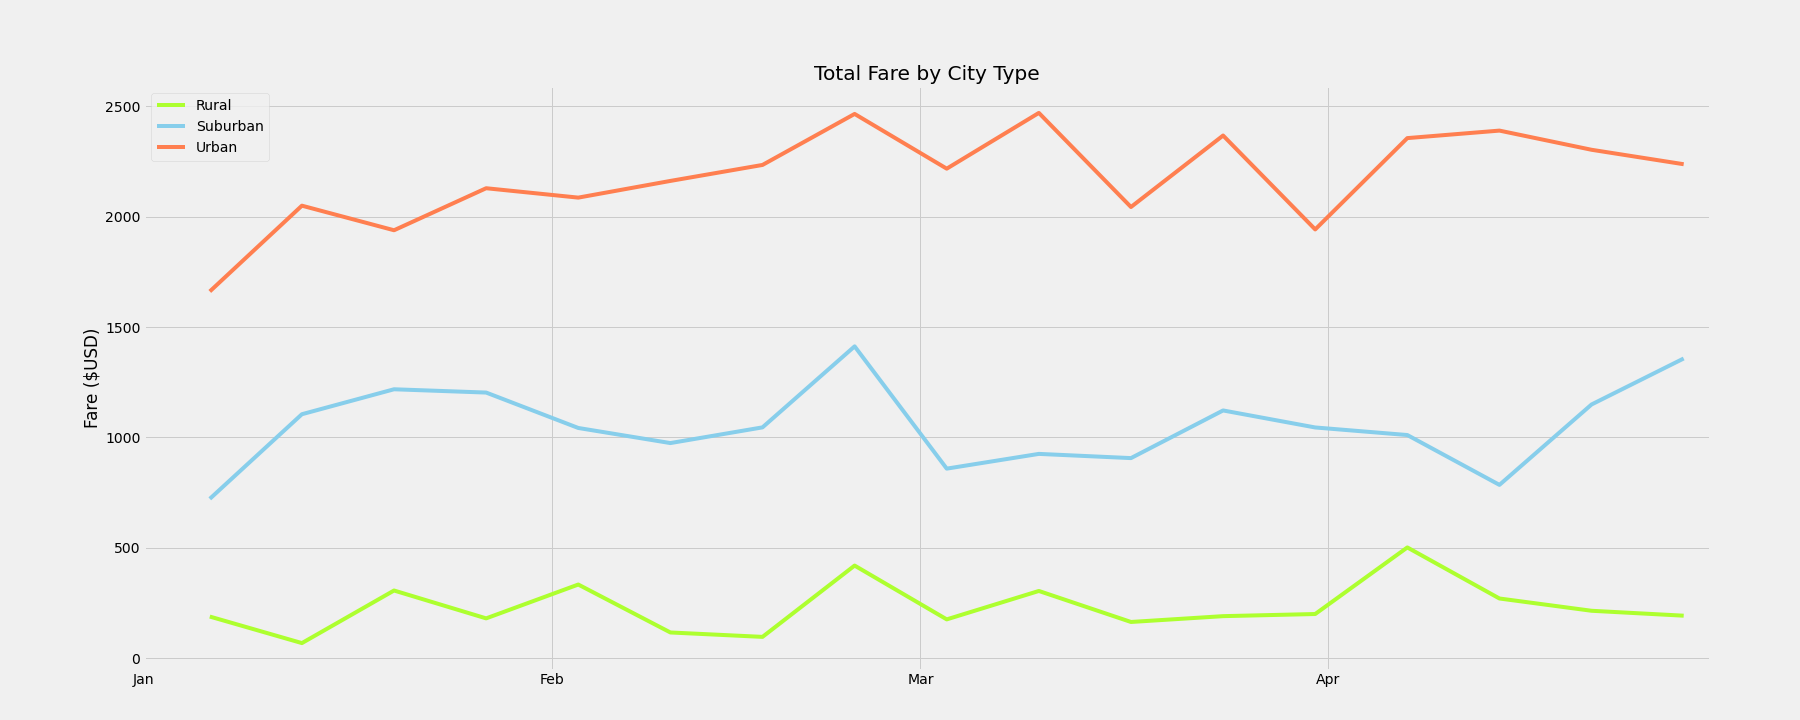 Total Fare by City Type
Rural
Suburban
Urban
Fare ($USD)
2500
2000
1500
1000
500
0
Jan
Feb
Mar
Apr